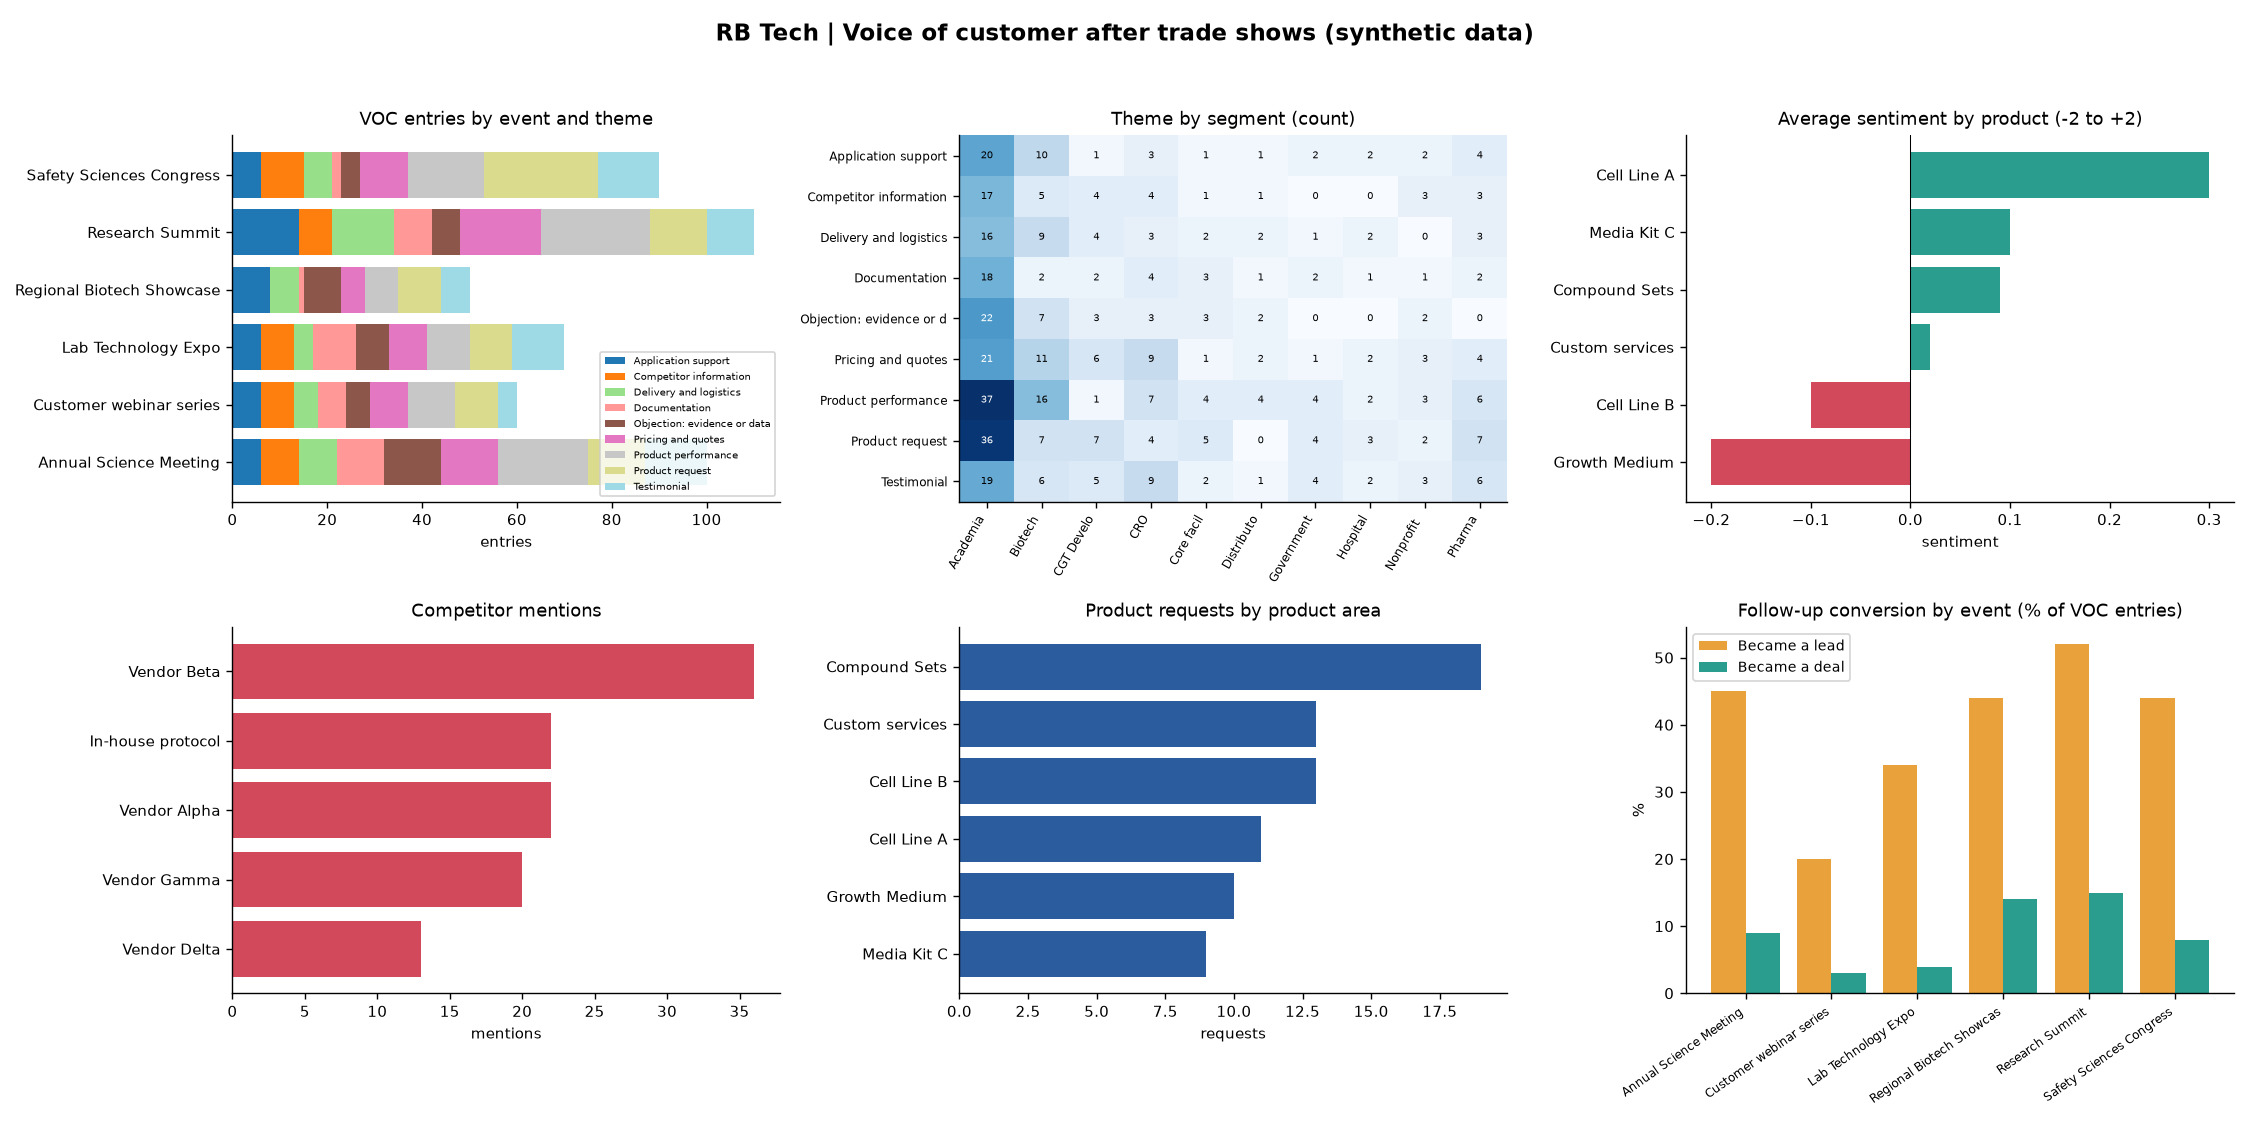 RB Tech | Voice of customer after trade shows (synthetic data)
VOC entries by event and theme
Safety Sciences Congress
Research Summit
Regional Biotech Showcase
Lab Technology Expo
Customer webinar series
Annual Science Meeting
Application support
Competitor information
Delivery and logistics
Documentation
Objection: evidence or data
Pricing and quotes
Product performance
Product request
Testimonial
0 20 40 60 80 100
entries
Theme by segment (count)
Application support 20 10 1 3 1 1 2 2 2 4
Competitor information 17 5 4 4 1 1 0 0 3 3
Delivery and logistics 16 9 4 3 2 2 1 2 0 3
Documentation 18 2 2 4 3 1 2 1 1 2
Objection: evidence or d 22 7 3 3 3 2 0 0 2 0
Pricing and quotes 21 11 6 9 1 2 1 2 3 4
Product performance 37 16 1 7 4 4 4 2 3 6
Product request 36 7 7 4 5 0 4 3 2 7
Testimonial 19 6 5 9 2 1 4 2 3 6
Academia Biotech CGT Develo CRO Core facil Distributo Government Hospital Nonprofit Pharma
Average sentiment by product (-2 to +2)
Cell Line A
Media Kit C
Compound Sets
Custom services
Cell Line B
Growth Medium
−0.2 −0.1 0.0 0.1 0.2 0.3
sentiment
Competitor mentions
Vendor Beta
In-house protocol
Vendor Alpha
Vendor Gamma
Vendor Delta
0 5 10 15 20 25 30 35
mentions
Product requests by product area
Compound Sets
Custom services
Cell Line B
Cell Line A
Growth Medium
Media Kit C
0.0 2.5 5.0 7.5 10.0 12.5 15.0 17.5
requests
Follow-up conversion by event (% of VOC entries)
Became a lead
Became a deal
50
40
30
20
10
0
%
Annual Science Meeting
Customer webinar series
Lab Technology Expo
Regional Biotech Showcas
Research Summit
Safety Sciences Congress